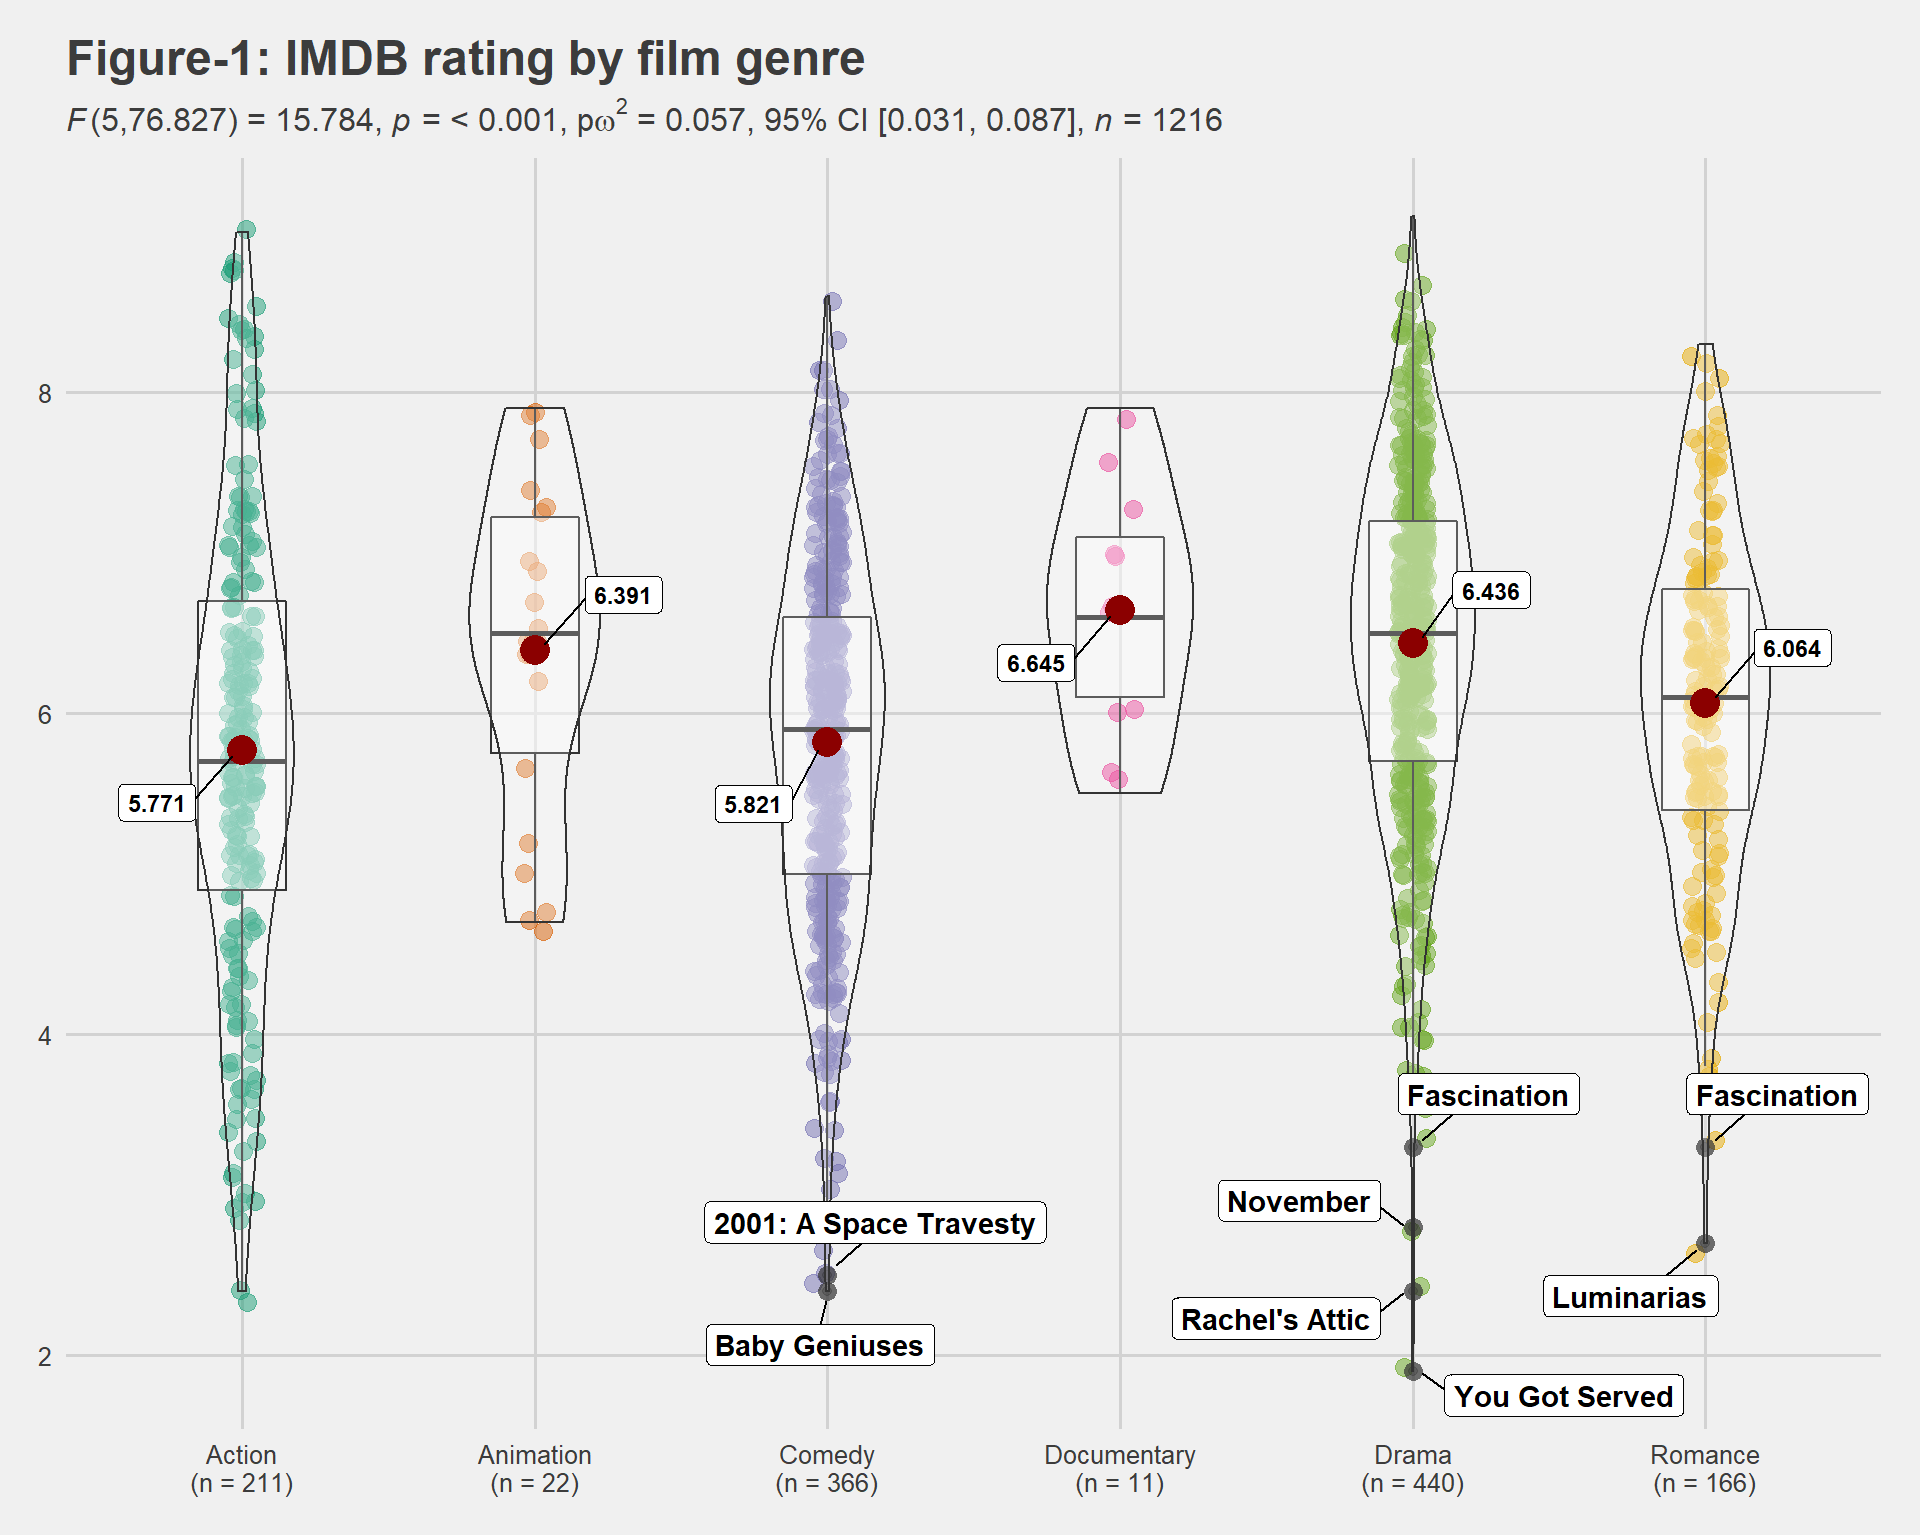 Figure-1: IMDB rating by film genre
F(5,76.827) = 15.784, p = < 0.001, pω² = 0.057, 95% CI [0.031, 0.087], n = 1216
8
6
4
2
5.771
6.391
5.821
6.645
6.436
6.064
Fascination
Fascination
November
2001: A Space Travesty
Luminarias
Rachel's Attic
Baby Geniuses
You Got Served
Action
(n = 211)
Animation
(n = 22)
Comedy
(n = 366)
Documentary
(n = 11)
Drama
(n = 440)
Romance
(n = 166)